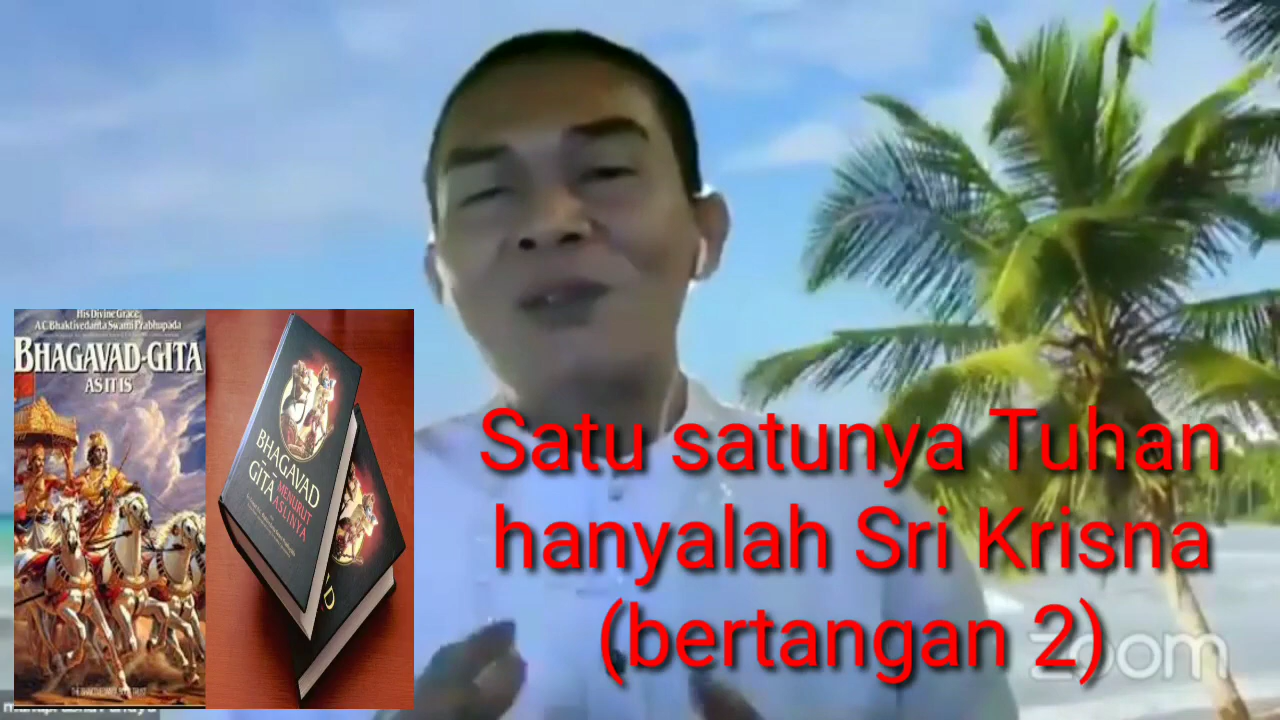 His Divine Grace
A.C. Bhaktivedanta Swami Prabhupada
BHAGAVAD-GITA
AS IT IS
BHAGAVAD
GITA MENURUT
ASLINYA
D
Satu satunya Tuhan
hanyalah Sri Krisna
(bertangan 2)
zoom